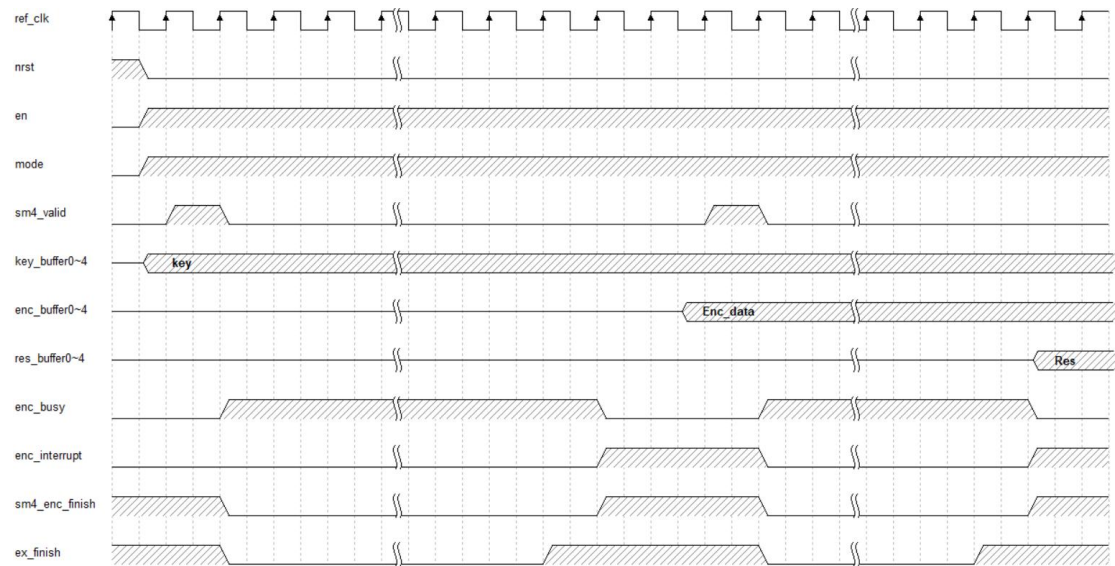 ref_clk
nrst
en
mode
sm4_valid
key_buffer0~4
key
enc_buffer0~4
Enc_data
res_buffer0~4
Res
enc_busy
enc_interrupt
sm4_enc_finish
ex_finish